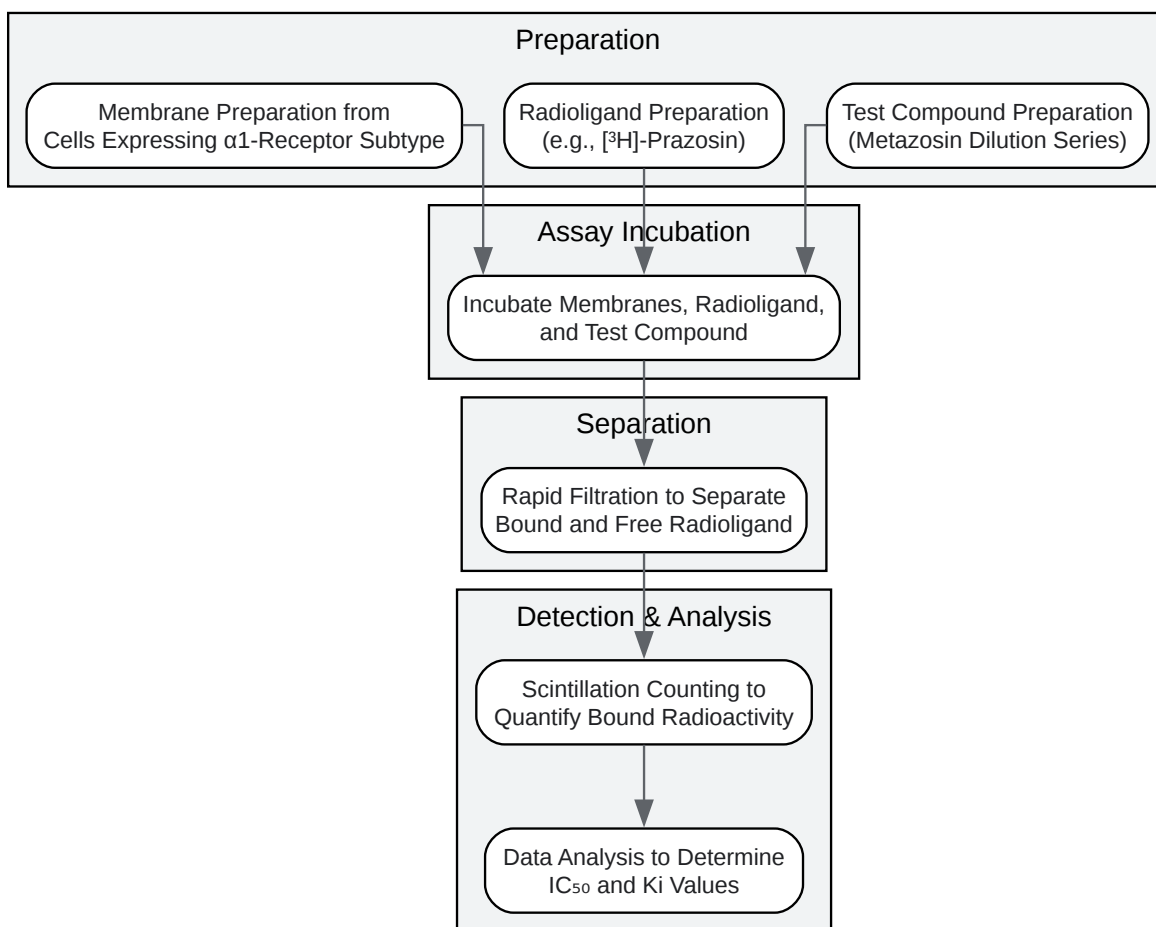 Preparation
Membrane Preparation from
Cells Expressing α1-Receptor Subtype
Radioligand Preparation
(e.g., [³H]-Prazosin)
Test Compound Preparation
(Metazosin Dilution Series)
Assay Incubation
Incubate Membranes, Radioligand,
and Test Compound
Separation
Rapid Filtration to Separate
Bound and Free Radioligand
Detection & Analysis
Scintillation Counting to
Quantify Bound Radioactivity
Data Analysis to Determine
IC₅₀ and Ki Values